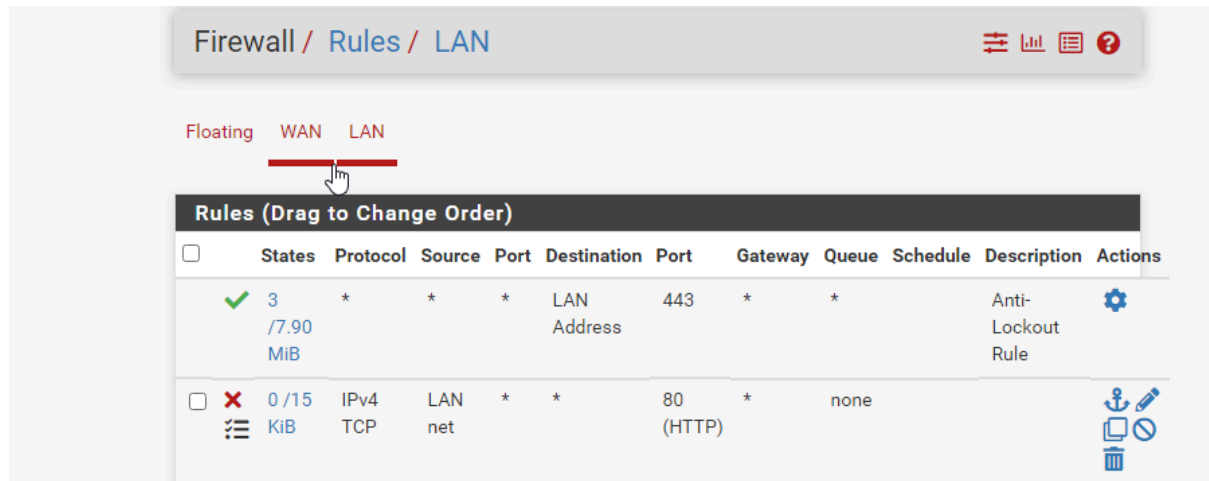 Firewall / Rules / LAN
Floating WAN LAN
Rules (Drag to Change Order)
States Protocol Source Port Destination Port Gateway Queue Schedule Description Actions
3 * * * LAN 443 * * Anti-
/7.90 Address Lockout
MiB Rule
0 /15 IPv4 LAN * * 80 * none
KiB TCP net (HTTP)